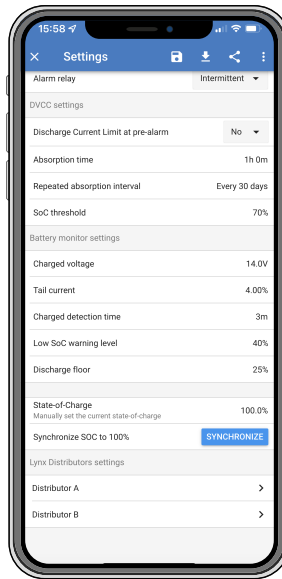 15:58
Settings
Alarm relay Intermittent
DVCC settings
Discharge Current Limit at pre-alarm No
Absorption time 1h 0m
Repeated absorption interval Every 30 days
SoC threshold 70%
Battery monitor settings
Charged voltage 14.0V
Tail current 4.00%
Charged detection time 3m
Low SoC warning level 40%
Discharge floor 25%
State-of-Charge 100.0%
Manually set the current state-of-charge
Synchronize SOC to 100% SYNCHRONIZE
Lynx Distributors settings
Distributor A
Distributor B